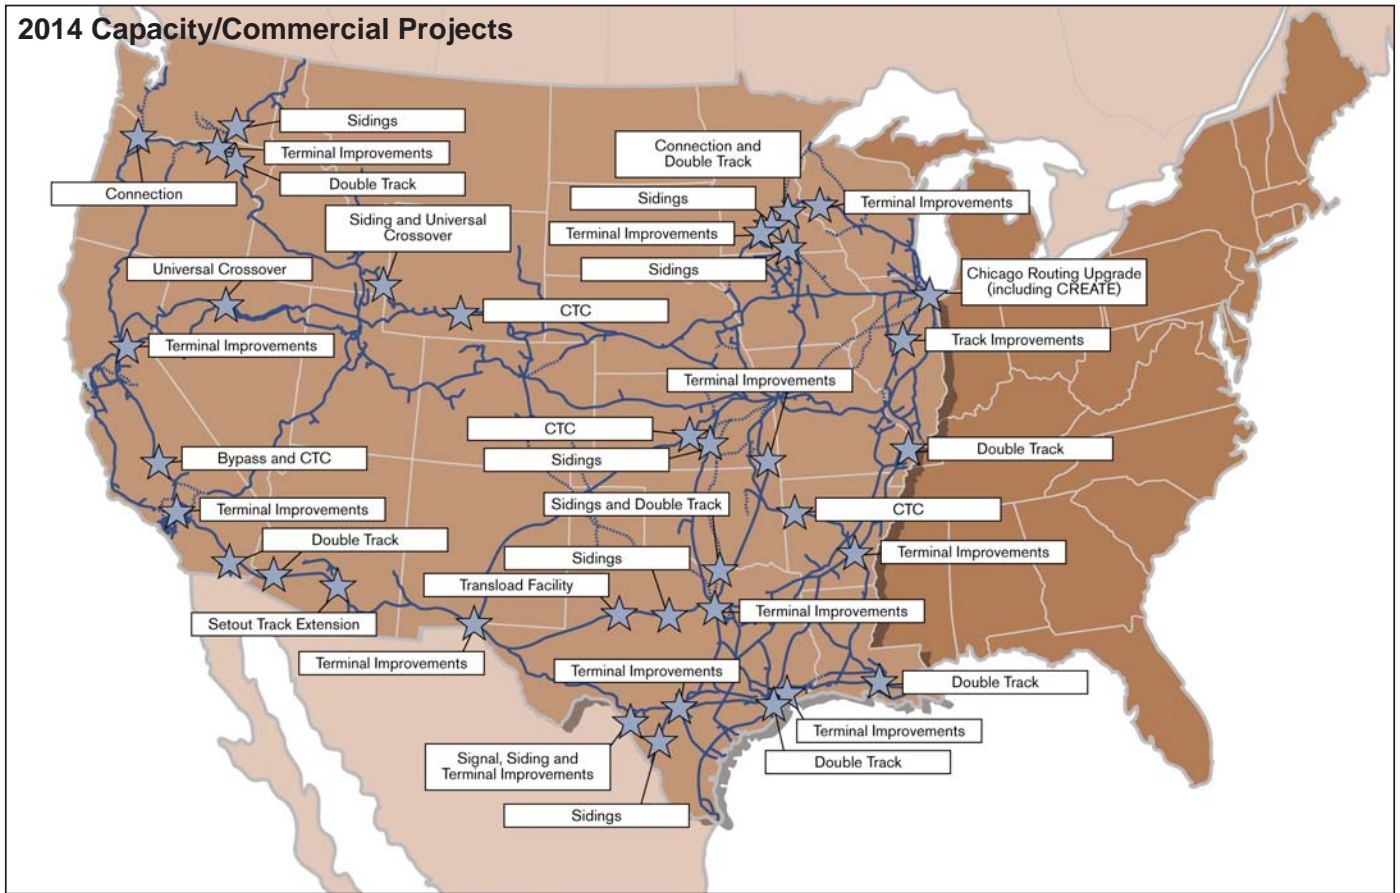 2014 Capacity/Commercial Projects
Sidings
Terminal Improvements
Double Track
Connection
Siding and Universal
Crossover
Universal Crossover
CTC
Terminal Improvements
Connection and
Double Track
Sidings
Terminal Improvements
Terminal Improvements
Sidings
Chicago Routing Upgrade
(including CREATE)
Track Improvements
Terminal Improvements
CTC
Sidings
Double Track
Bypass and CTC
Terminal Improvements
Sidings and Double Track
CTC
Double Track
Sidings
Terminal Improvements
Transload Facility
Setout Track Extension
Terminal Improvements
Terminal Improvements
Terminal Improvements
Double Track
Terminal Improvements
Signal, Siding and
Terminal Improvements
Double Track
Sidings